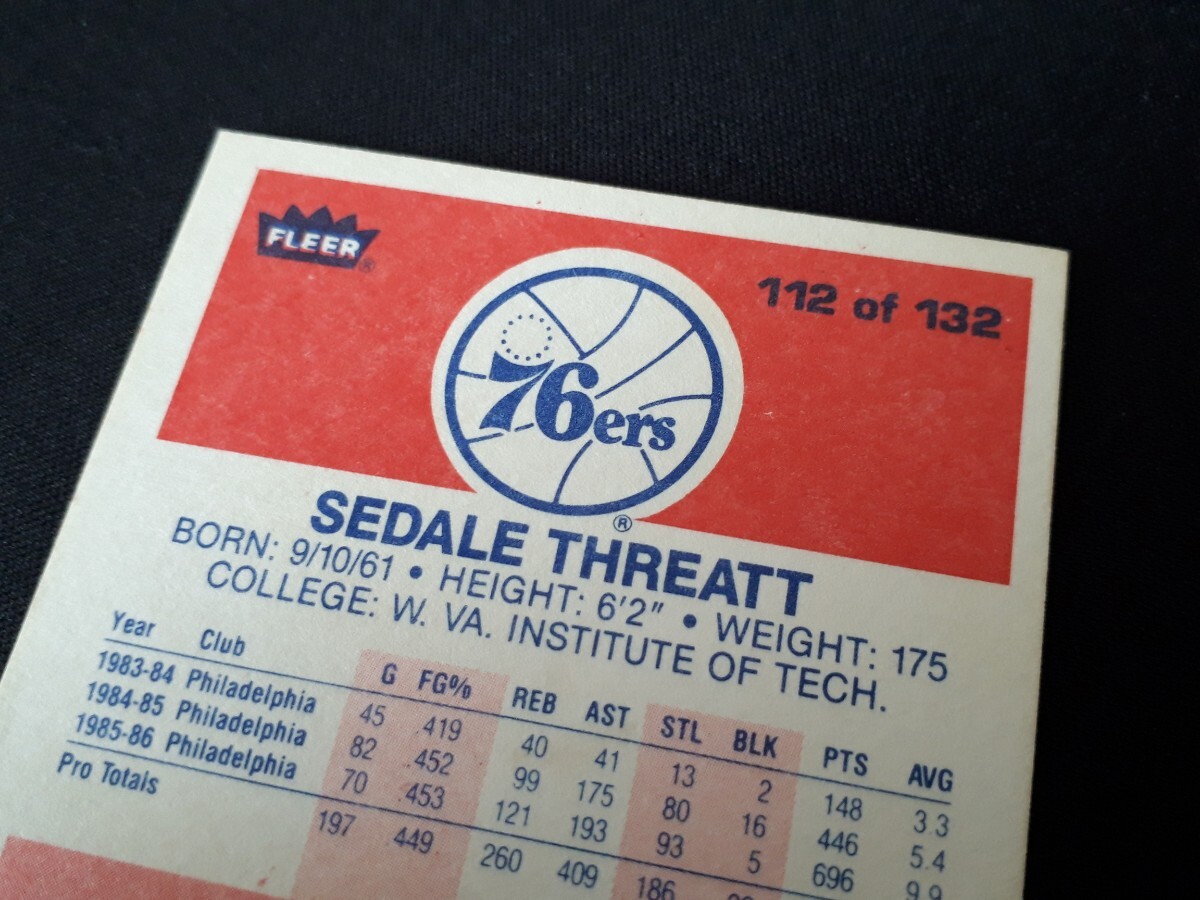 FLEER®
112 of 132
76ers
®
SEDALE THREATT
BORN: 9/10/61 • HEIGHT: 6'2" • WEIGHT: 175
COLLEGE: W. VA. INSTITUTE OF TECH.
Year Club G FG% REB AST STL BLK PTS AVG
1983-84 Philadelphia 45 .419 40 41 13 2 148 3.3
1984-85 Philadelphia 82 .452 99 175 80 16 446 5.4
1985-86 Philadelphia 70 .453 121 193 93 5 696 9.9
Pro Totals 197 .449 260 409 186